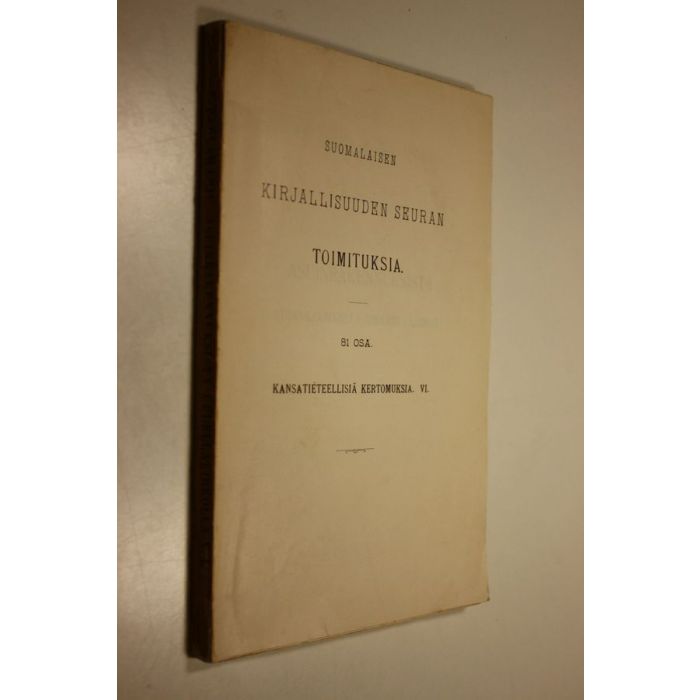 SUOMALAISEN
KIRJALLISUUDEN SEURAN
TOIMITUKSIA.
81 OSA.
KANSATIETEELLISIÄ KERTOMUKSIA. VI.